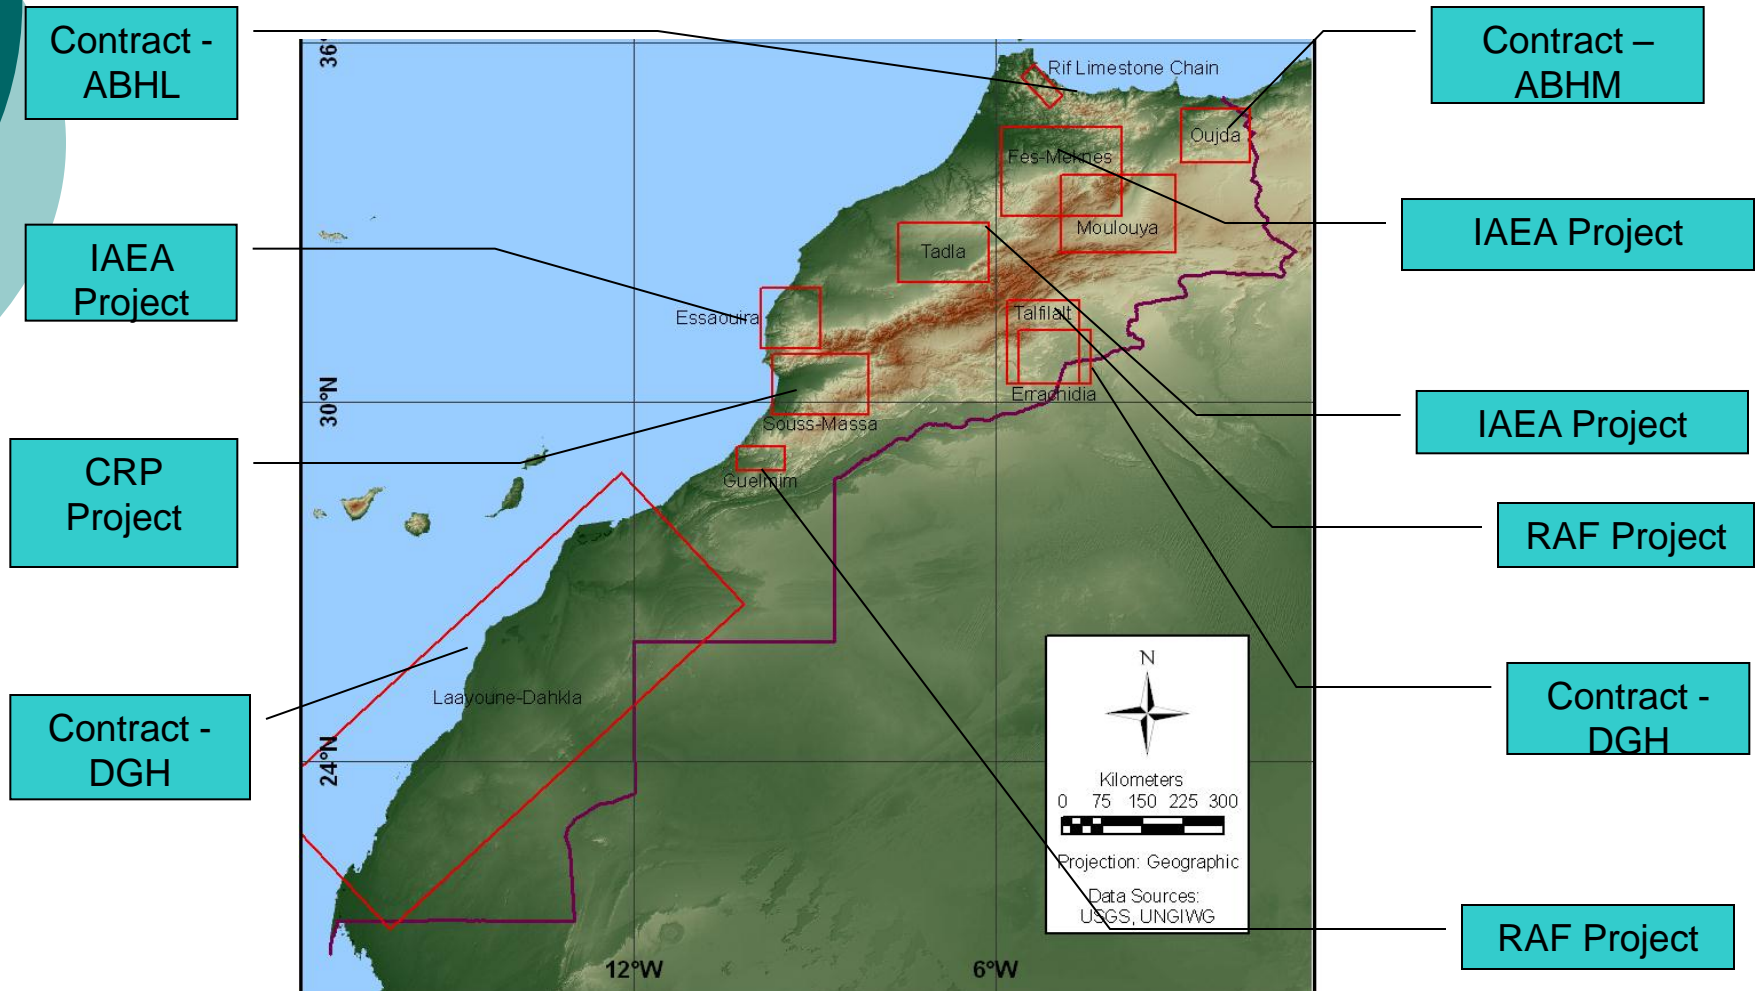 Contract -
ABHL
IAEA
Project
CRP
Project
Contract -
DGH
36°
30°N
24°N
12°W
6°W
Rif Limestone Chain
Oujda
Fes-Meknes
Moulouya
Tadla
Essaouira
Talfilalt
Errachidia
Souss-Massa
Guelmim
Laayoune-Dahkla
N
Kilometers
0 75 150 225 300
Projection: Geographic
Data Sources:
USGS, UNGIWG
Contract –
ABHM
IAEA Project
IAEA Project
RAF Project
Contract -
DGH
RAF Project